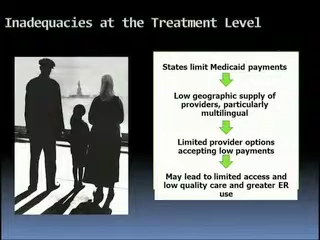 Inadequacies at the Treatment Level
States limit Medicaid payments
Low geographic supply of
providers, particularly
multilingual
Limited provider options
accepting low payments
May lead to limited access and
low quality care and greater ER
use